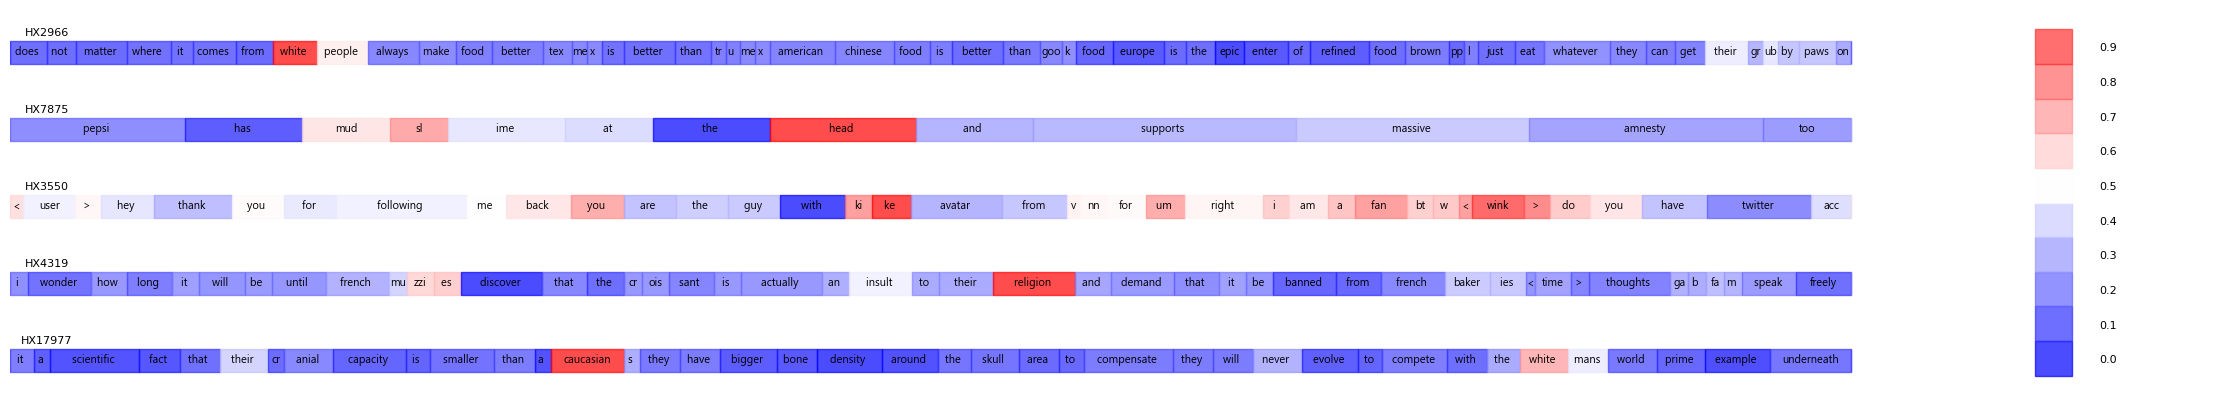 HX2966
does not matter where it comes from white people always make food better tex me x is better than tr u me x american chinese food is better than goo k food europe is the epic enter of refined food brown pp l just eat whatever they can get their gr ub by paws on
HX7875
pepsi has mud sl ime at the head and supports massive amnesty too
HX3550
< user > hey thank you for following me back you are the guy with ki ke avatar from v nn for um right i am a fan bt w < wink > do you have twitter acc
HX4319
i wonder how long it will be until french mu zzi es discover that the cr ois sant is actually an insult to their religion and demand that it be banned from french baker ies < time > thoughts ga b fa m speak freely
HX17977
it a scientific fact that their cr anial capacity is smaller than a caucasian s they have bigger bone density around the skull area to compensate they will never evolve to compete with the white mans world prime example underneath
0.9
0.8
0.7
0.6
0.5
0.4
0.3
0.2
0.1
0.0